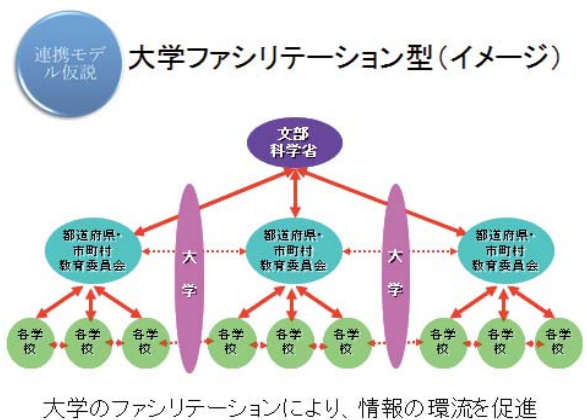 連携モデ
ル仮説
大学ファシリテーション型(イメージ)
文部
科学省
都道府県・
市町村
教育委員会
都道府県・
市町村
教育委員会
都道府県・
市町村
教育委員会
大
学
大
学
各学
校
各学
校
各学
校
各学
校
各学
校
各学
校
各学
校
各学
校
各学
校
大学のファシリテーションにより、情報の環流を促進